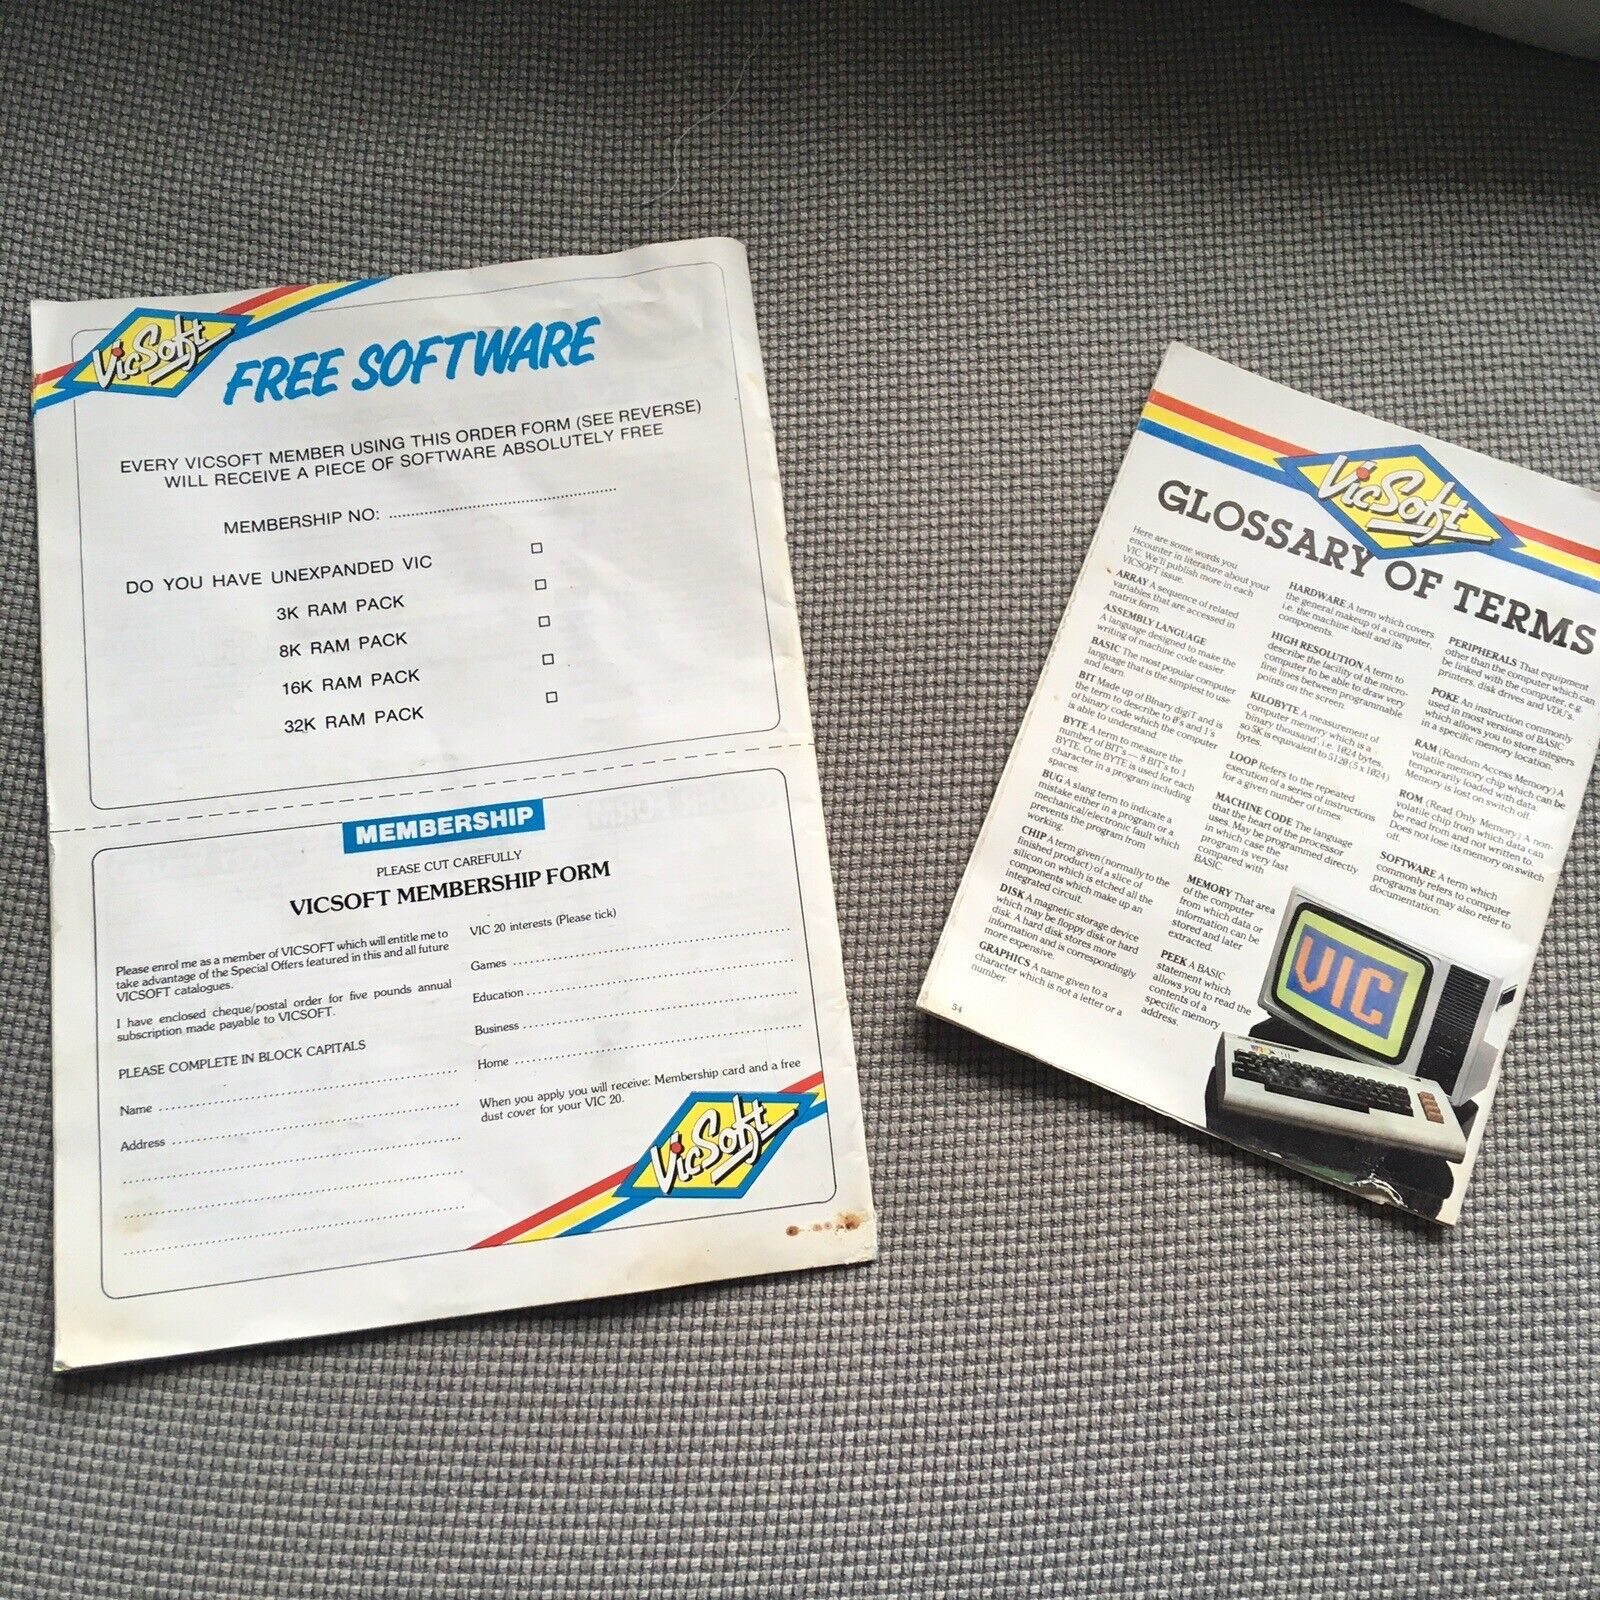 VicSoft
FREE SOFTWARE
EVERY VICSOFT MEMBER USING THIS ORDER FORM (SEE REVERSE)
WILL RECEIVE A PIECE OF SOFTWARE ABSOLUTELY FREE
MEMBERSHIP NO: ....................................................
DO YOU HAVE UNEXPANDED VIC □
3K RAM PACK □
8K RAM PACK □
16K RAM PACK □
32K RAM PACK □
MEMBERSHIP
PLEASE CUT CAREFULLY
VICSOFT MEMBERSHIP FORM
Please enrol me as a member of VICSOFT which will entitle me to
take advantage of the Special Offers featured in this and all future
VICSOFT catalogues.
I have enclosed cheque/postal order for five pounds annual
subscription made payable to VICSOFT.
PLEASE COMPLETE IN BLOCK CAPITALS
Name ....................................................
Address ....................................................
VIC 20 interests (Please tick)
Games ....................................................
Education ....................................................
Business ....................................................
Home ....................................................
When you apply you will receive: Membership card and a free
dust cover for your VIC 20.
VicSoft
VicSoft
GLOSSARY OF TERMS
Here are some words you
encounter in literature about your
VIC. We'll publish more in each
VICSOFT issue.
ARRAY A sequence of related
variables that are accessed in
matrix form.
ASSEMBLY LANGUAGE
A language designed to make the
writing of machine code easier.
BASIC The most popular computer
language that is the simplest to use
and learn.
BIT Made up of BInary digiT and is
the term to describe to 0's and 1's
of binary code which the computer
is able to understand.
BYTE A term to measure the
number of BIT's — 8 BIT's to 1
BYTE. One BYTE is used for each
character in a program including
spaces.
BUG A slang term to indicate a
mistake either in a program or a
mechanical/electronic fault which
prevents the program from
working.
CHIP A term given (normally to the
finished product) of a slice of
silicon on which is etched all the
components which make up an
integrated circuit.
DISK A magnetic storage device
which may be floppy disk or hard
disk. A hard disk stores more
information and is correspondingly
more expensive.
GRAPHICS A name given to a
character which is not a letter or a
number.
54
HARDWARE A term which covers
the general makeup of a computer,
i.e. the machine itself and its
components.
HIGH RESOLUTION A term to
describe the facility of the micro-
computer to be able to draw very
fine lines between programmable
points on the screen.
KILOBYTE A measurement of
computer memory which is a
'binary thousand', i.e. 1024 bytes,
so 5K is equivalent to 5120 (5 x 1024)
bytes.
LOOP Refers to the repeated
execution of a series of instructions
for a given number of times.
MACHINE CODE The language
that the heart of the processor
uses. May be programmed directly
in which case the
program is very fast
compared with
BASIC.
MEMORY That area
of the computer
from which data or
information can be
stored and later
extracted.
PEEK A BASIC
statement which
allows you to read the
contents of a
specific memory
address.
PERIPHERALS That equipment
other than the computer which can
be linked with the computer, e.g.
printers, disk drives and VDU's.
POKE An instruction commonly
used in most versions of BASIC
which allows you to store integers
in a specific memory location.
RAM (Random Access Memory) A
volatile memory chip which can be
temporarily loaded with data.
Memory is lost on switch off.
ROM (Read Only Memory) A non-
volatile chip from which data can
be read from and not written to.
Does not lose its memory on switch
off.
SOFTWARE A term which
commonly refers to computer
programs but may also refer to
documentation.
VIC